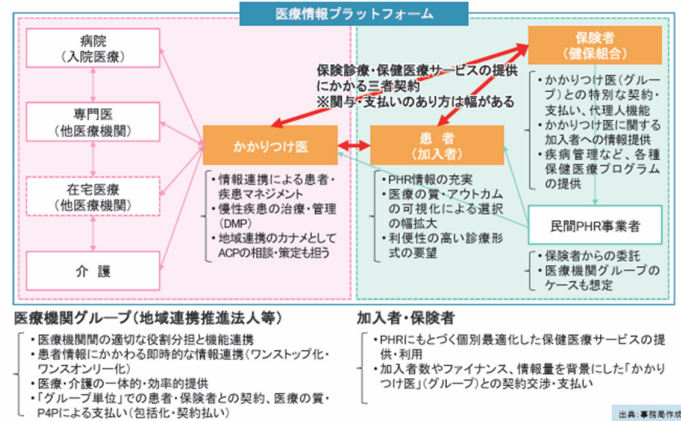 医療情報プラットフォーム
病院
（入院医療）
専門医
（他医療機関）
在宅医療
（他医療機関）
介 護
かかりつけ医
・情報連携による患者・
疾患マネジメント
・慢性疾患の治療・管理
（DMP）
・地域連携のカナメとして
ACPの相談・策定も担う
保険診療・保健医療サービスの提供
にかかる三者契約
※関与・支払いのあり方は幅がある
患 者
（加入者）
・PHR情報の充実
・医療の質・アウトカム
の可視化による選択
の幅拡大
・利便性の高い診療形
式の要望
保険者
（健保組合）
・かかりつけ医（グルー
プ）との特別な契約・
支払い、代理人機能
・かかりつけ医に関する
加入者への情報提供
・疾病管理など、各種
保健医療プログラム
の提供
民間PHR事業者
・保険者からの委託
・医療機関グループの
ケースも想定
医療機関グループ（地域連携推進法人等）
・医療機関間の適切な役割分担と機能連携
・患者情報にかかわる即時的な情報連携（ワンストップ化・
ワンスオンリー化）
・医療・介護の一体的・効率的提供
・「グループ単位」での患者・保険者との契約、医療の質・
P4Pによる支払い（包括化・契約払い）
加入者・保険者
・PHRにもとづく個別最適化した保健医療サービスの提
供・利用
・加入者数やファイナンス、情報量を背景にした「かかり
つけ医」（グループ）との契約交渉・支払い
出典：事務局作成